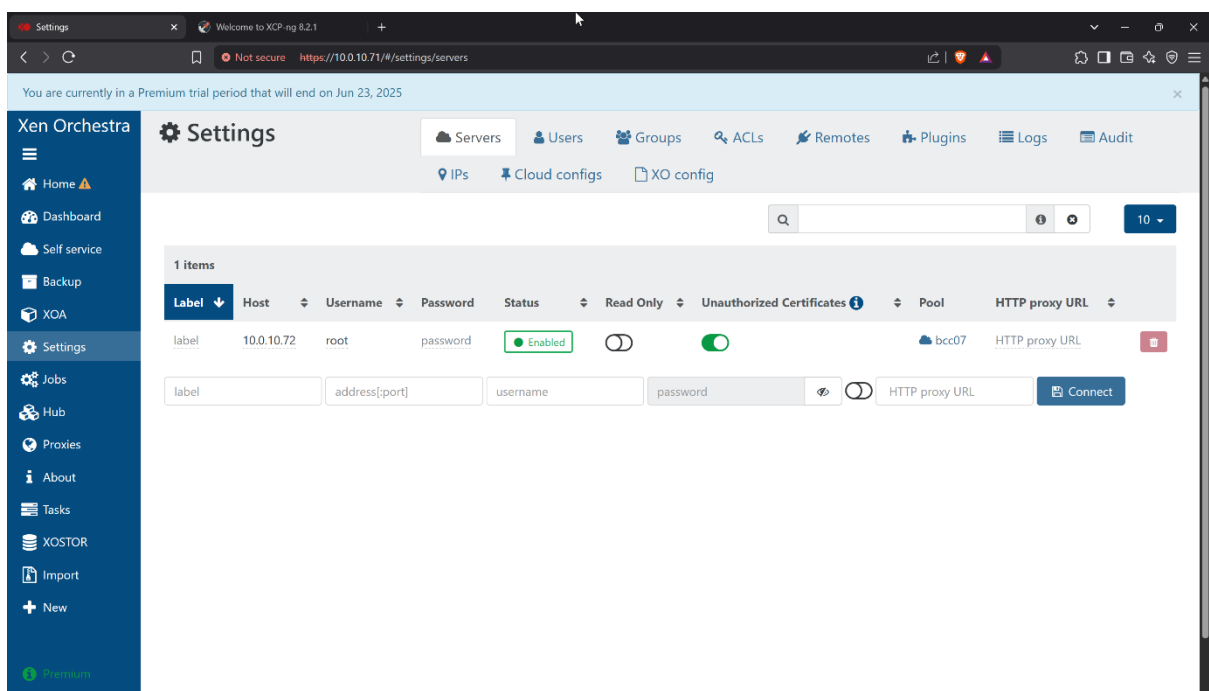 Settings
Welcome to XCP-ng 8.2.1
Not secure https://10.0.10.71/#/settings/servers
You are currently in a Premium trial period that will end on Jun 23, 2025
Xen Orchestra
Home
Dashboard
Self service
Backup
XOA
Settings
Jobs
Hub
Proxies
About
Tasks
XOSTOR
Import
New
Premium
Settings
Servers Users Groups ACLs Remotes Plugins Logs Audit
IPs Cloud configs XO config
10
1 items
Label Host Username Password Status Read Only Unauthorized Certificates Pool HTTP proxy URL
label 10.0.10.72 root password Enabled bcc07 HTTP proxy URL
label address[:port] username password HTTP proxy URL Connect